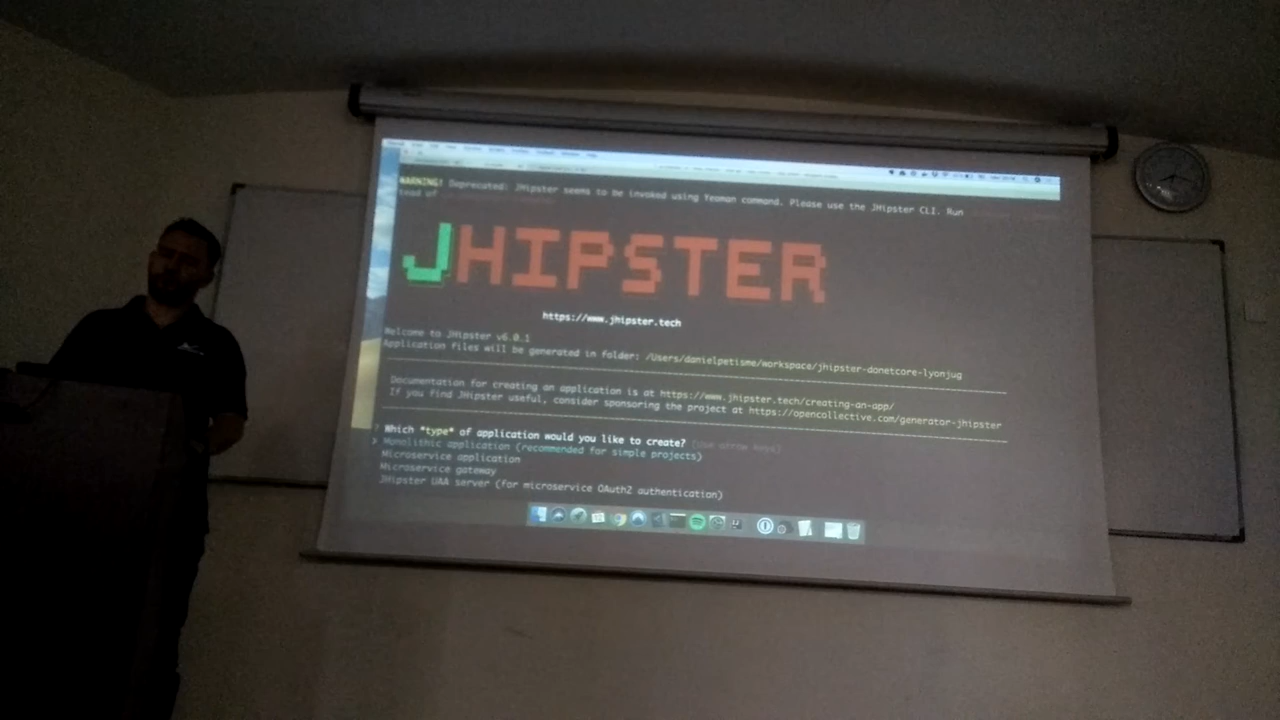 WARNING! Deprecated: JHipster seems to be invoked using Yeoman command. Please use the JHipster CLI. Run
tead of
JHIPSTER
https://www.jhipster.tech
Welcome to JHipster v6.0.1
Application files will be generated in folder: /Users/danielpetisme/workspace/jhipster-donetcore-lyonjug
Documentation for creating an application is at https://www.jhipster.tech/creating-an-app/
If you find JHipster useful, consider sponsoring the project at https://opencollective.com/generator-jhipster
? Which *type* of application would you like to create? (Use arrow keys)
❯ Monolithic application (recommended for simple projects)
Microservice application
Microservice gateway
JHipster UAA server (for microservice OAuth2 authentication)